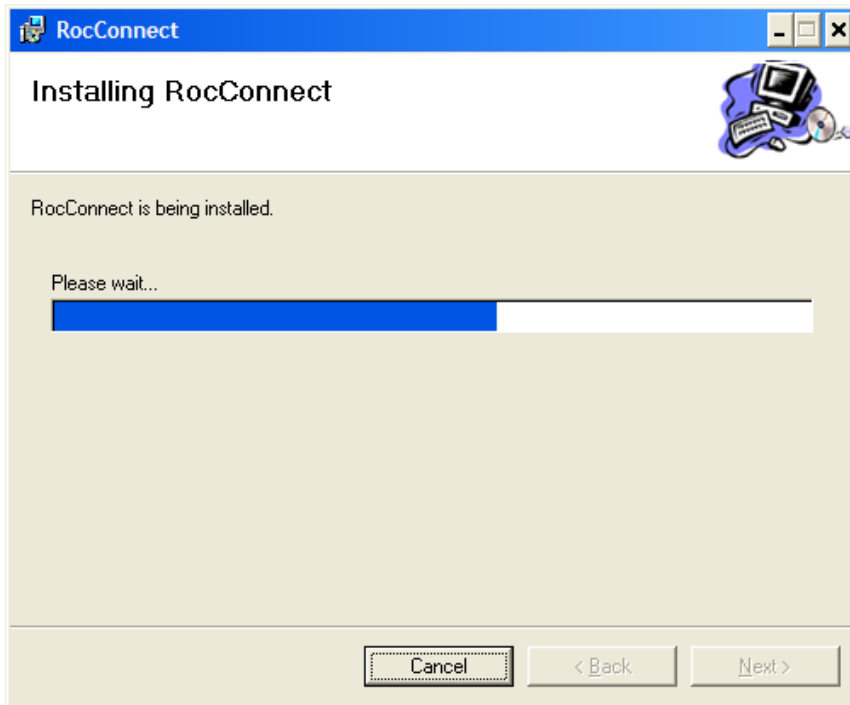 RocConnect
Installing RocConnect
RocConnect is being installed.
Please wait...
Cancel
< Back
Next >